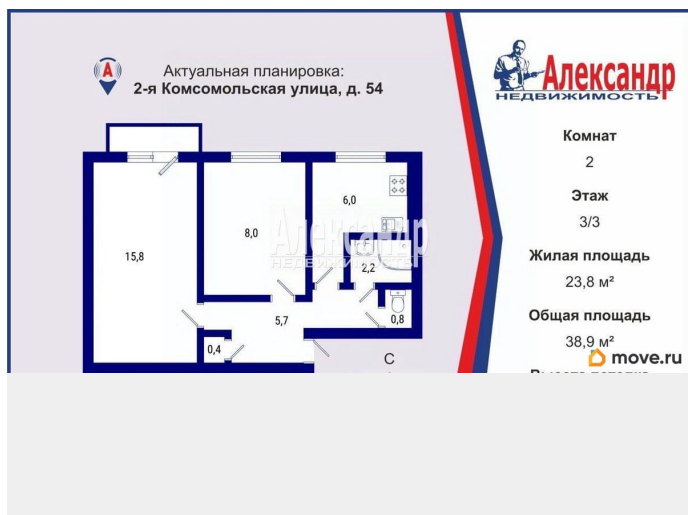 Актуальная планировка:
2-я Комсомольская улица, д. 54
Александр
НЕДВИЖИМОСТЬ
Комнат
2
Этаж
3/3
Жилая площадь
23,8 м²
Общая площадь
38,9 м²
move.ru
6,0
8,0
15,8
Александр
НЕДВИЖИМОСТЬ
2,2
5,7
0,8
0,4
С